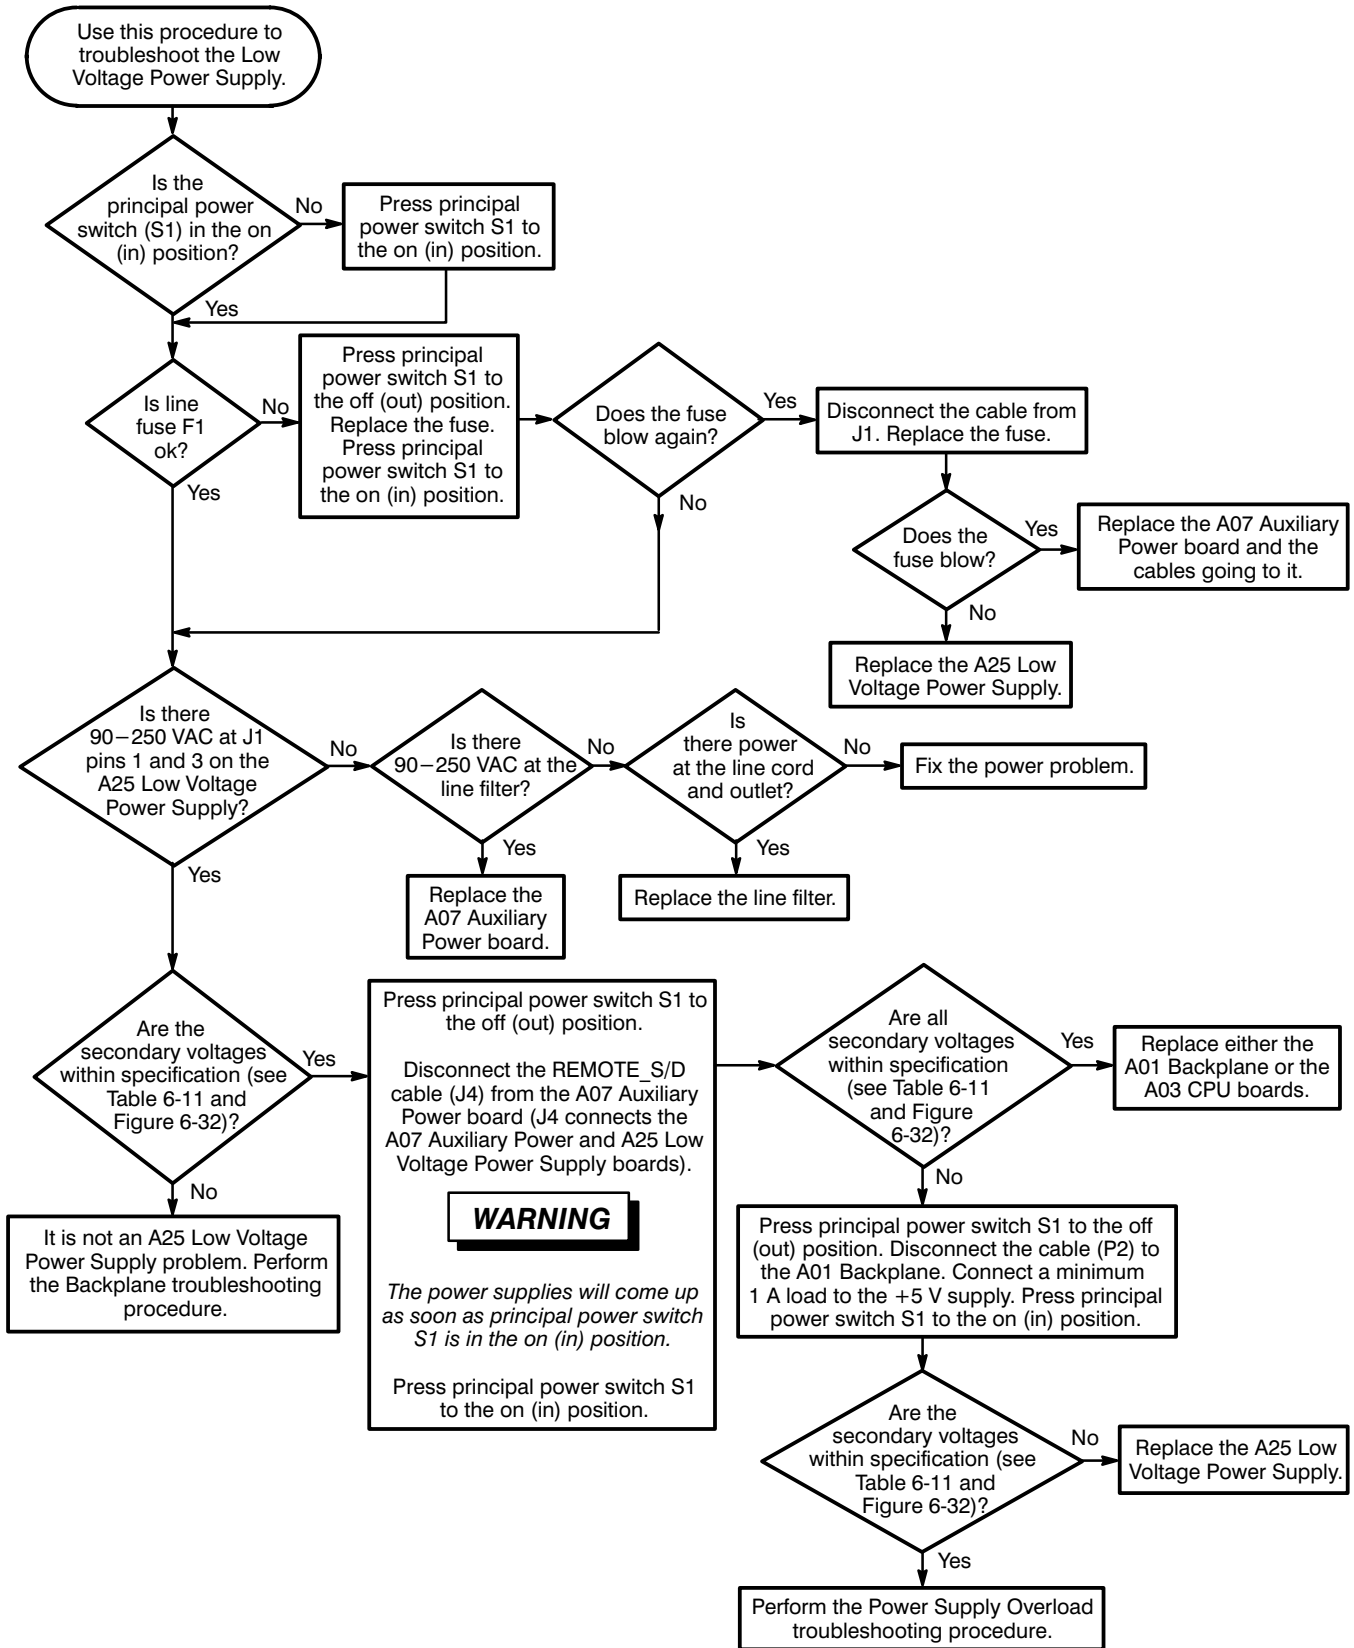 Use this procedure to
troubleshoot the Low
Voltage Power Supply.
Is the
principal power
switch (S1) in the on
(in) position?
No
Press principal
power switch S1 to
the on (in) position.
Yes
Is line
fuse F1
ok?
No
Press principal
power switch S1 to
the off (out) position.
Replace the fuse.
Press principal
power switch S1 to
the on (in) position.
Does the fuse
blow again?
Yes
Disconnect the cable from
J1. Replace the fuse.
Yes
No
Does the
fuse blow?
Yes
Replace the A07 Auxiliary
Power board and the
cables going to it.
No
Replace the A25 Low
Voltage Power Supply.
Is there
90−250 VAC at J1
pins 1 and 3 on the
A25 Low Voltage
Power Supply?
No
Is there
90−250 VAC at the
line filter?
No
Is
there power
at the line cord
and outlet?
No
Fix the power problem.
Yes
Yes
Yes
Replace the
A07 Auxiliary
Power board.
Replace the line filter.
Are the
secondary voltages
within specification (see
Table 6-11 and
Figure 6-32)?
Yes
No
It is not an A25 Low Voltage
Power Supply problem. Perform
the Backplane troubleshooting
procedure.
Press principal power switch S1 to
the off (out) position.
Disconnect the REMOTE_S/D
cable (J4) from the A07 Auxiliary
Power board (J4 connects the
A07 Auxiliary Power and A25 Low
Voltage Power Supply boards).
WARNING
The power supplies will come up
as soon as principal power switch
S1 is in the on (in) position.
Press principal power switch S1
to the on (in) position.
Are all
secondary voltages
within specification
(see Table 6-11
and Figure
6-32)?
Yes
Replace either the
A01 Backplane or the
A03 CPU boards.
No
Press principal power switch S1 to the off
(out) position. Disconnect the cable (P2) to
the A01 Backplane. Connect a minimum
1 A load to the +5 V supply. Press principal
power switch S1 to the on (in) position.
Are the
secondary voltages
within specification (see
Table 6-11 and
Figure 6-32)?
No
Replace the A25 Low
Voltage Power Supply.
Yes
Perform the Power Supply Overload
troubleshooting procedure.